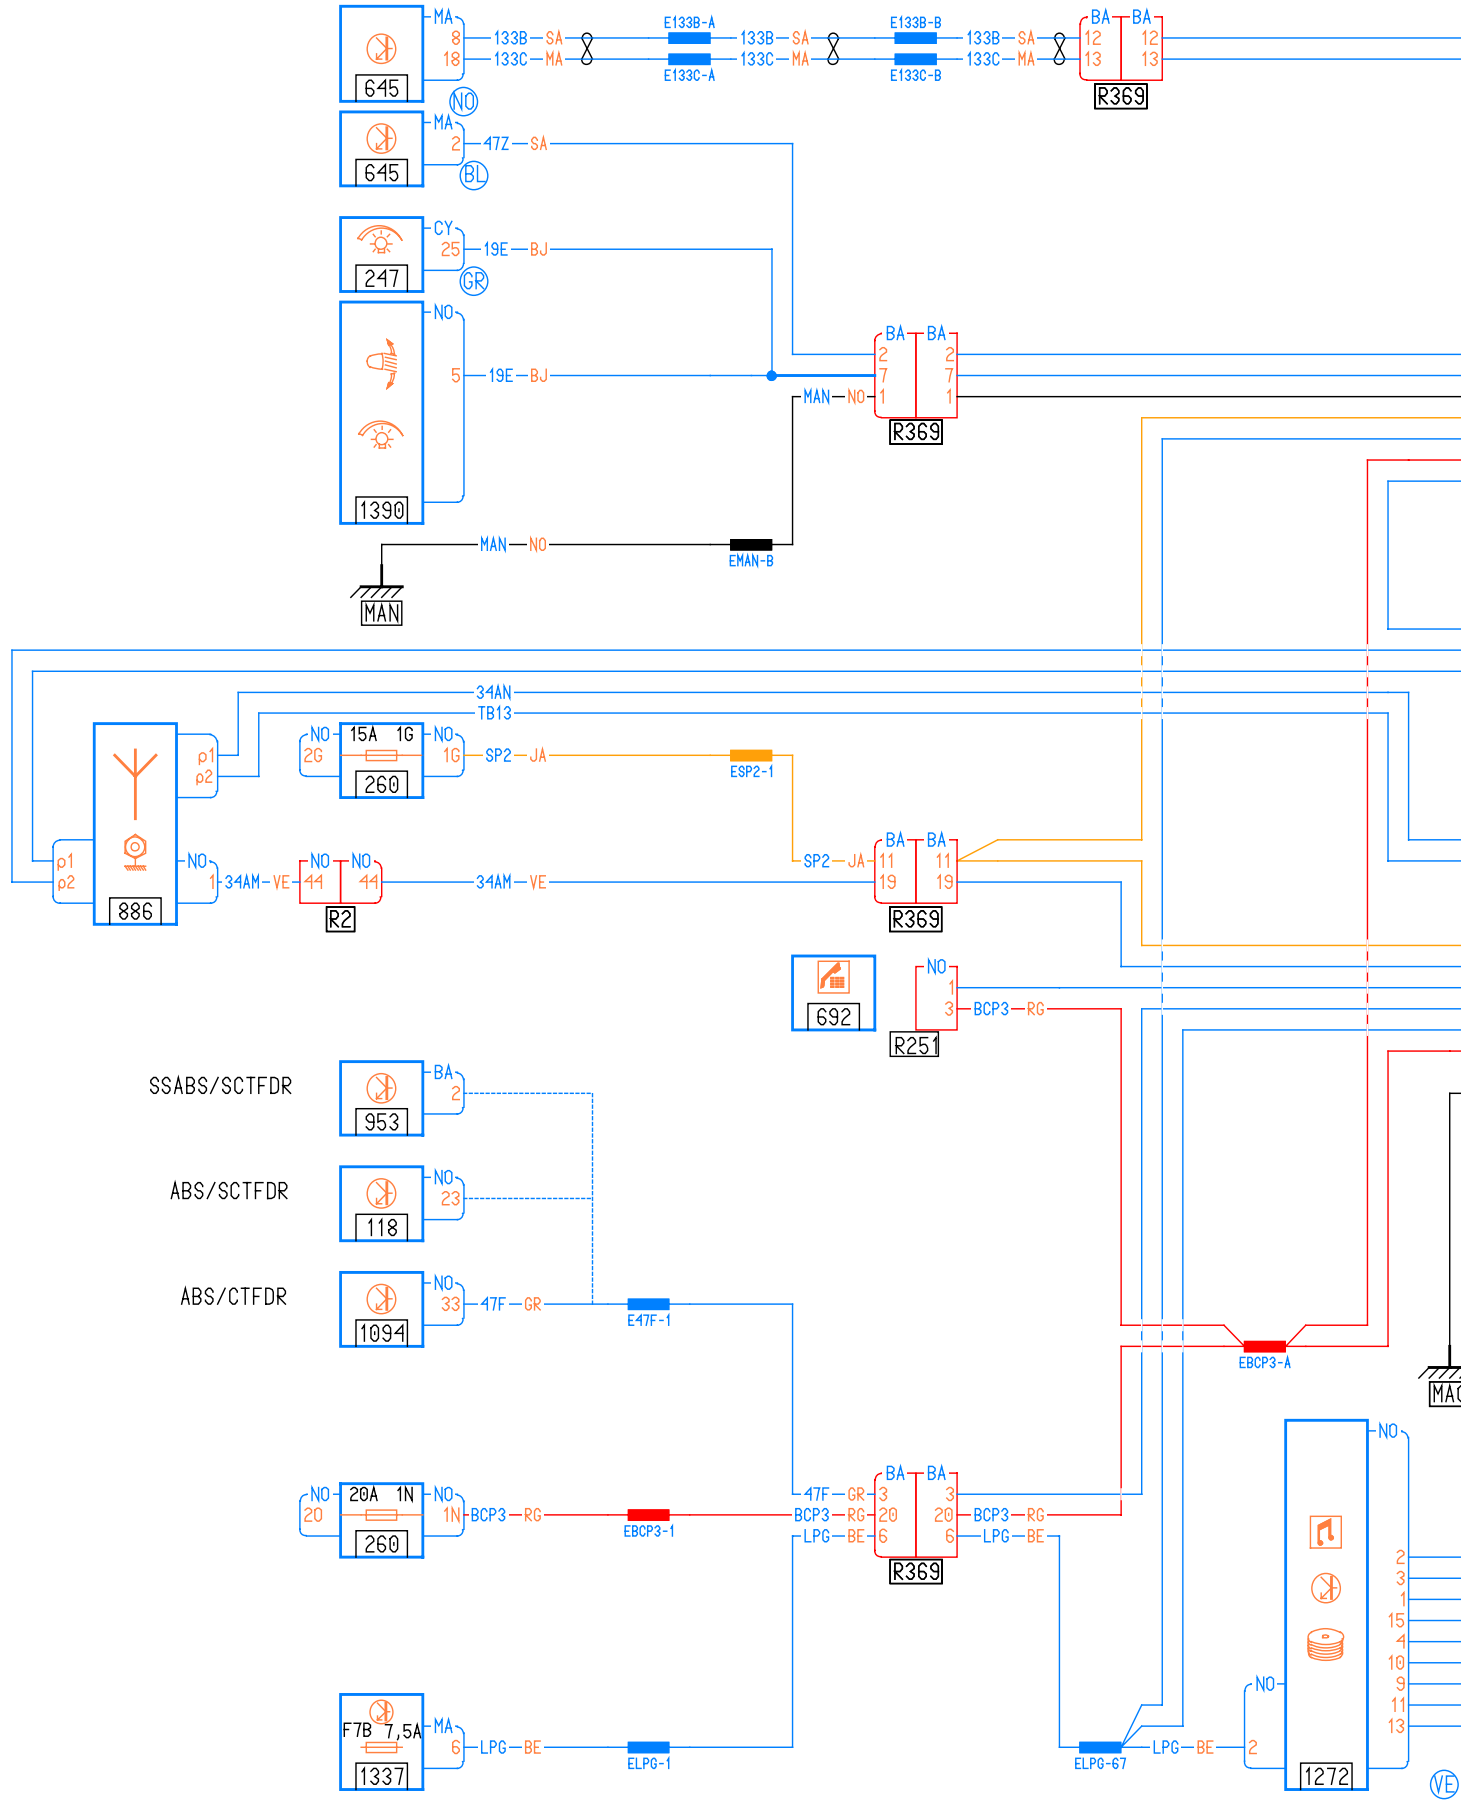 MA E133B-A E133B-B BA BA
8 133B SA 133B SA 133B SA 12 12
18 133C MA 133C MA 133C MA 13 13
E133C-A E133C-B
645 R369
NO
MA
2 47Z SA
645 BL
CY
25 19E BJ
247 GR
NO
BA BA
2 2
5 19E BJ 7 7
MAN NO 1 1
R369
1390
MAN NO
EMAN-B
MAN
34AN
TB13
NO 15A 1G NO
p1 2G 1G SP2 JA
p2 260 ESP2-1
BA BA
p1 NO NO NO SP2 JA 11 11
p2 1 34AM VE 44 44 34AM VE 19 19
886 R2 R369
NO
1
692 3 BCP3 RG
R251
BA
SSABS/SCTFDR 2
953
NO
ABS/SCTFDR 23
118
NO
ABS/CTFDR 33 47F GR
1094 E47F-1
EBCP3-A
MAC
NO
BA BA
NO 20A 1N NO 47F GR 3 3
20 1N BCP3 RG BCP3 RG 20 20 BCP3 RG
260 EBCP3-1 LPG BE 6 6 LPG BE
R369
2
3
1
15
4
10
NO 9
11
F7B 7,5A MA 13
6 LPG BE LPG BE 2
1337 ELPG-1 ELPG-67 1272
VE